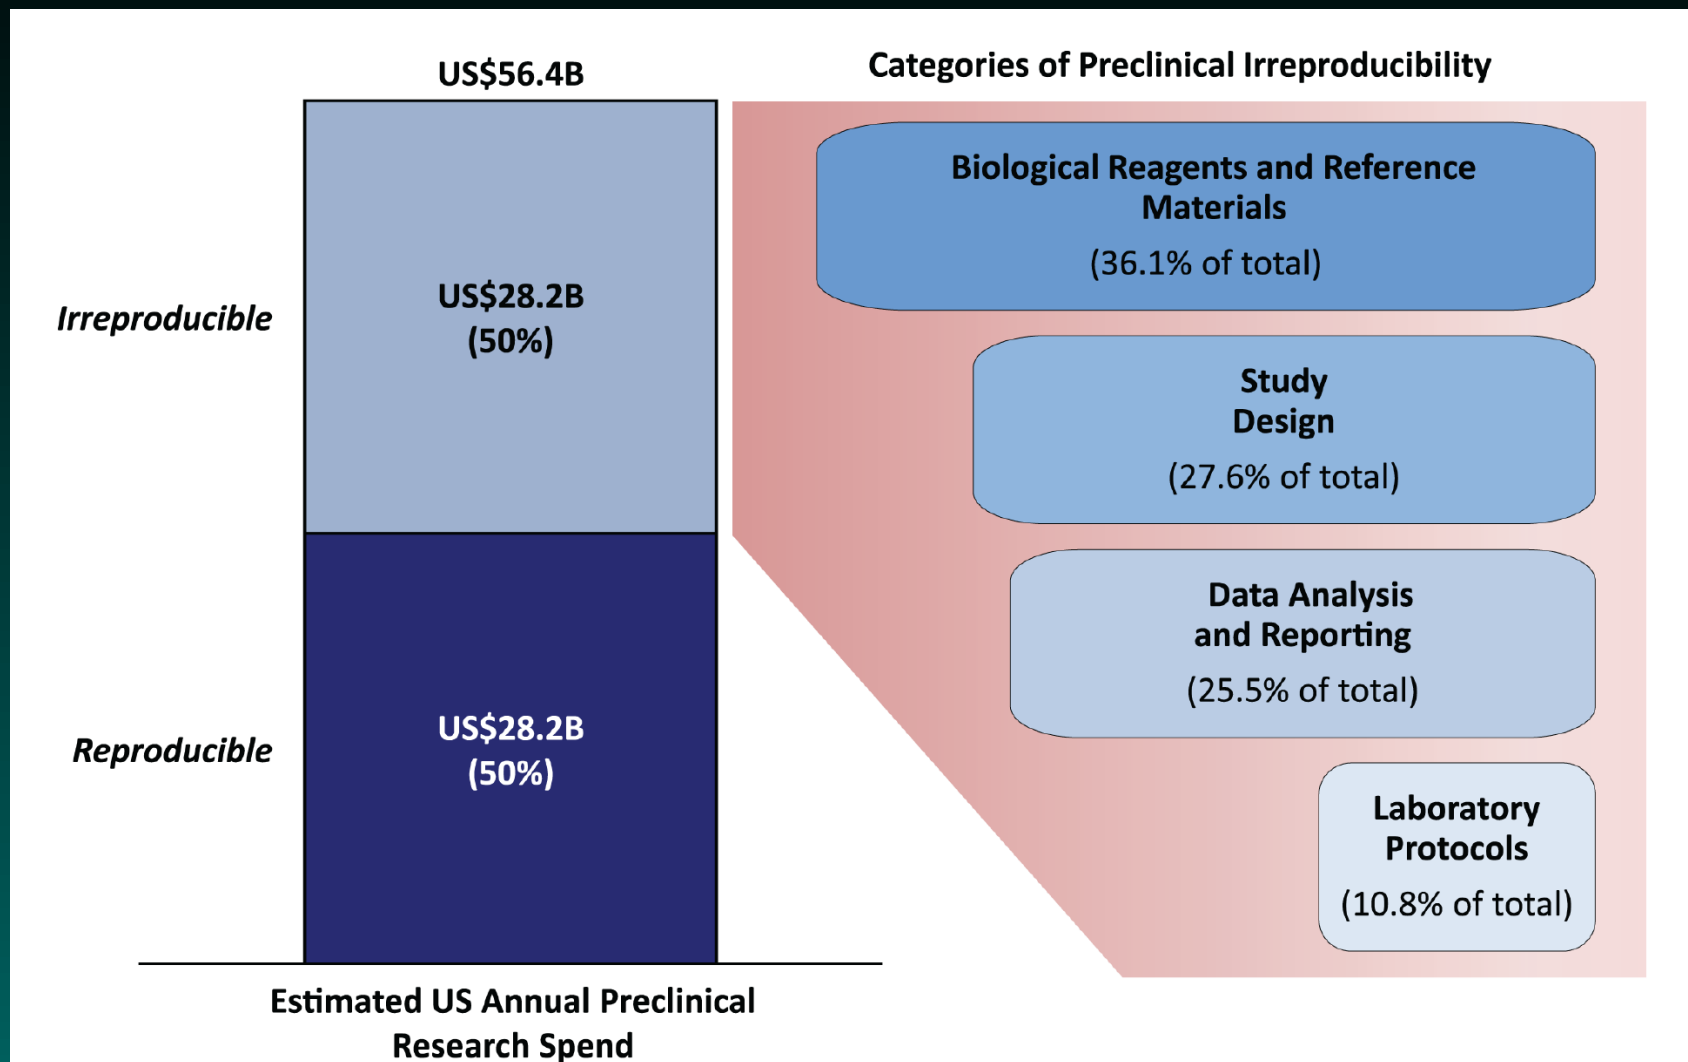 US$56.4B
Irreproducible
US$28.2B
(50%)
Reproducible
US$28.2B
(50%)
Estimated US Annual Preclinical
Research Spend
Categories of Preclinical Irreproducibility
Biological Reagents and Reference
Materials
(36.1% of total)
Study
Design
(27.6% of total)
Data Analysis
and Reporting
(25.5% of total)
Laboratory
Protocols
(10.8% of total)